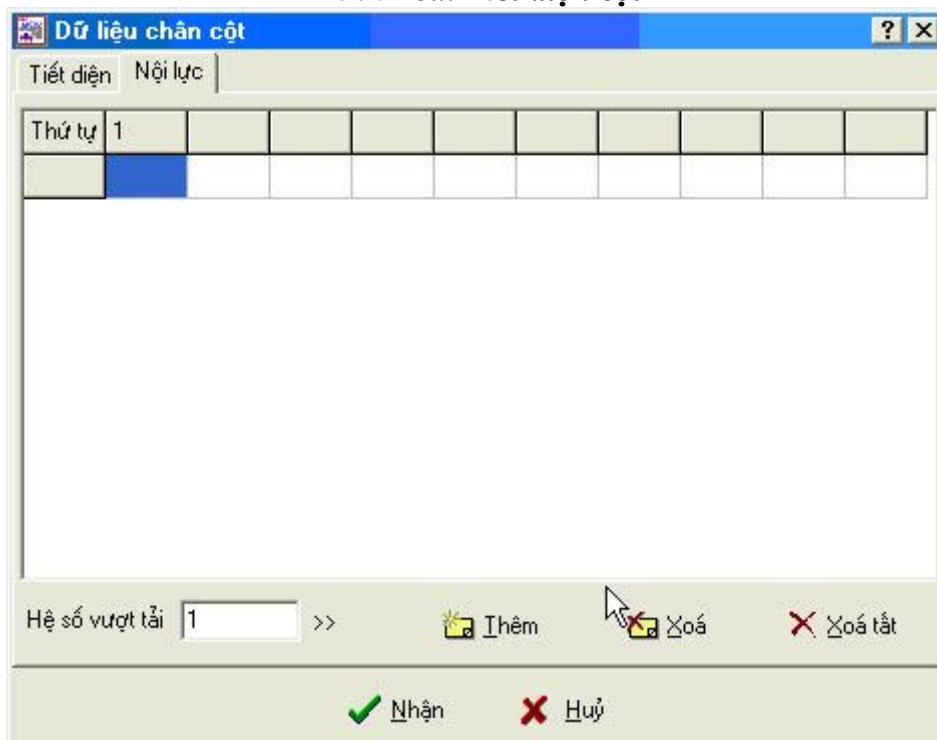 Dữ liệu chân cột
Tiết diện Nội lực
Thứ tự 1
Hệ số vượt tải 1 >> Thêm Xoá Xoá tất
Nhận Huỷ